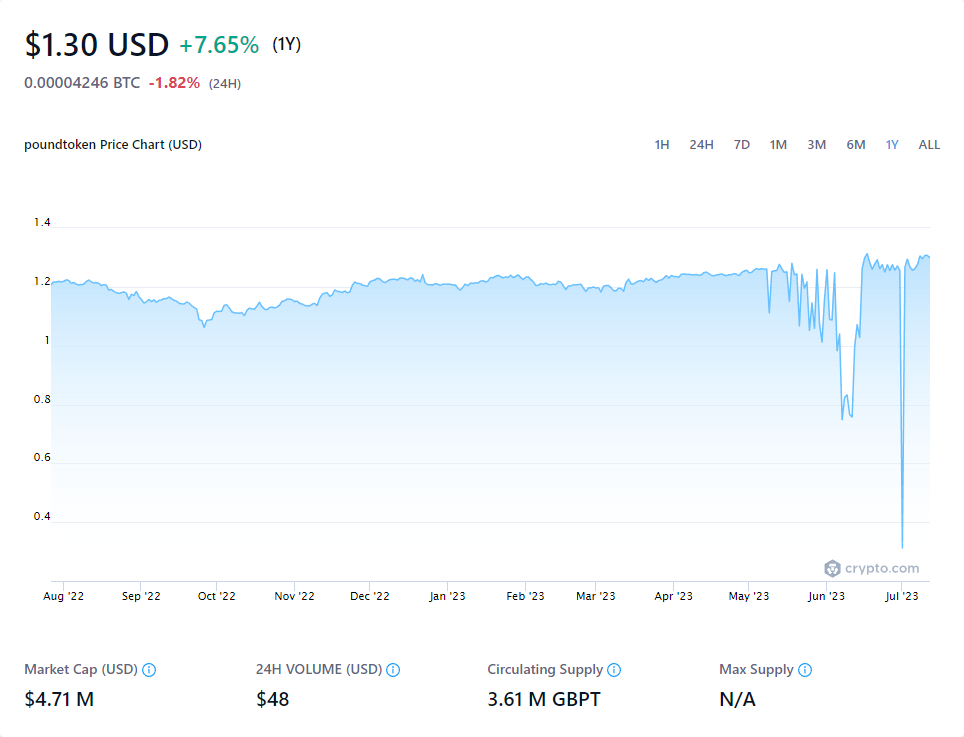 $1.30 USD +7.65% (1Y)
0.00004246 BTC -1.82% (24H)
poundtoken Price Chart (USD) 1H 24H 7D 1M 3M 6M 1Y ALL
1.4
1.2
1
0.8
0.6
0.4
crypto.com
Aug '22 Sep '22 Oct '22 Nov '22 Dec '22 Jan '23 Feb '23 Mar '23 Apr '23 May '23 Jun '23 Jul '23
Market Cap (USD) 24H VOLUME (USD) Circulating Supply Max Supply
$4.71 M $48 3.61 M GBPT N/A